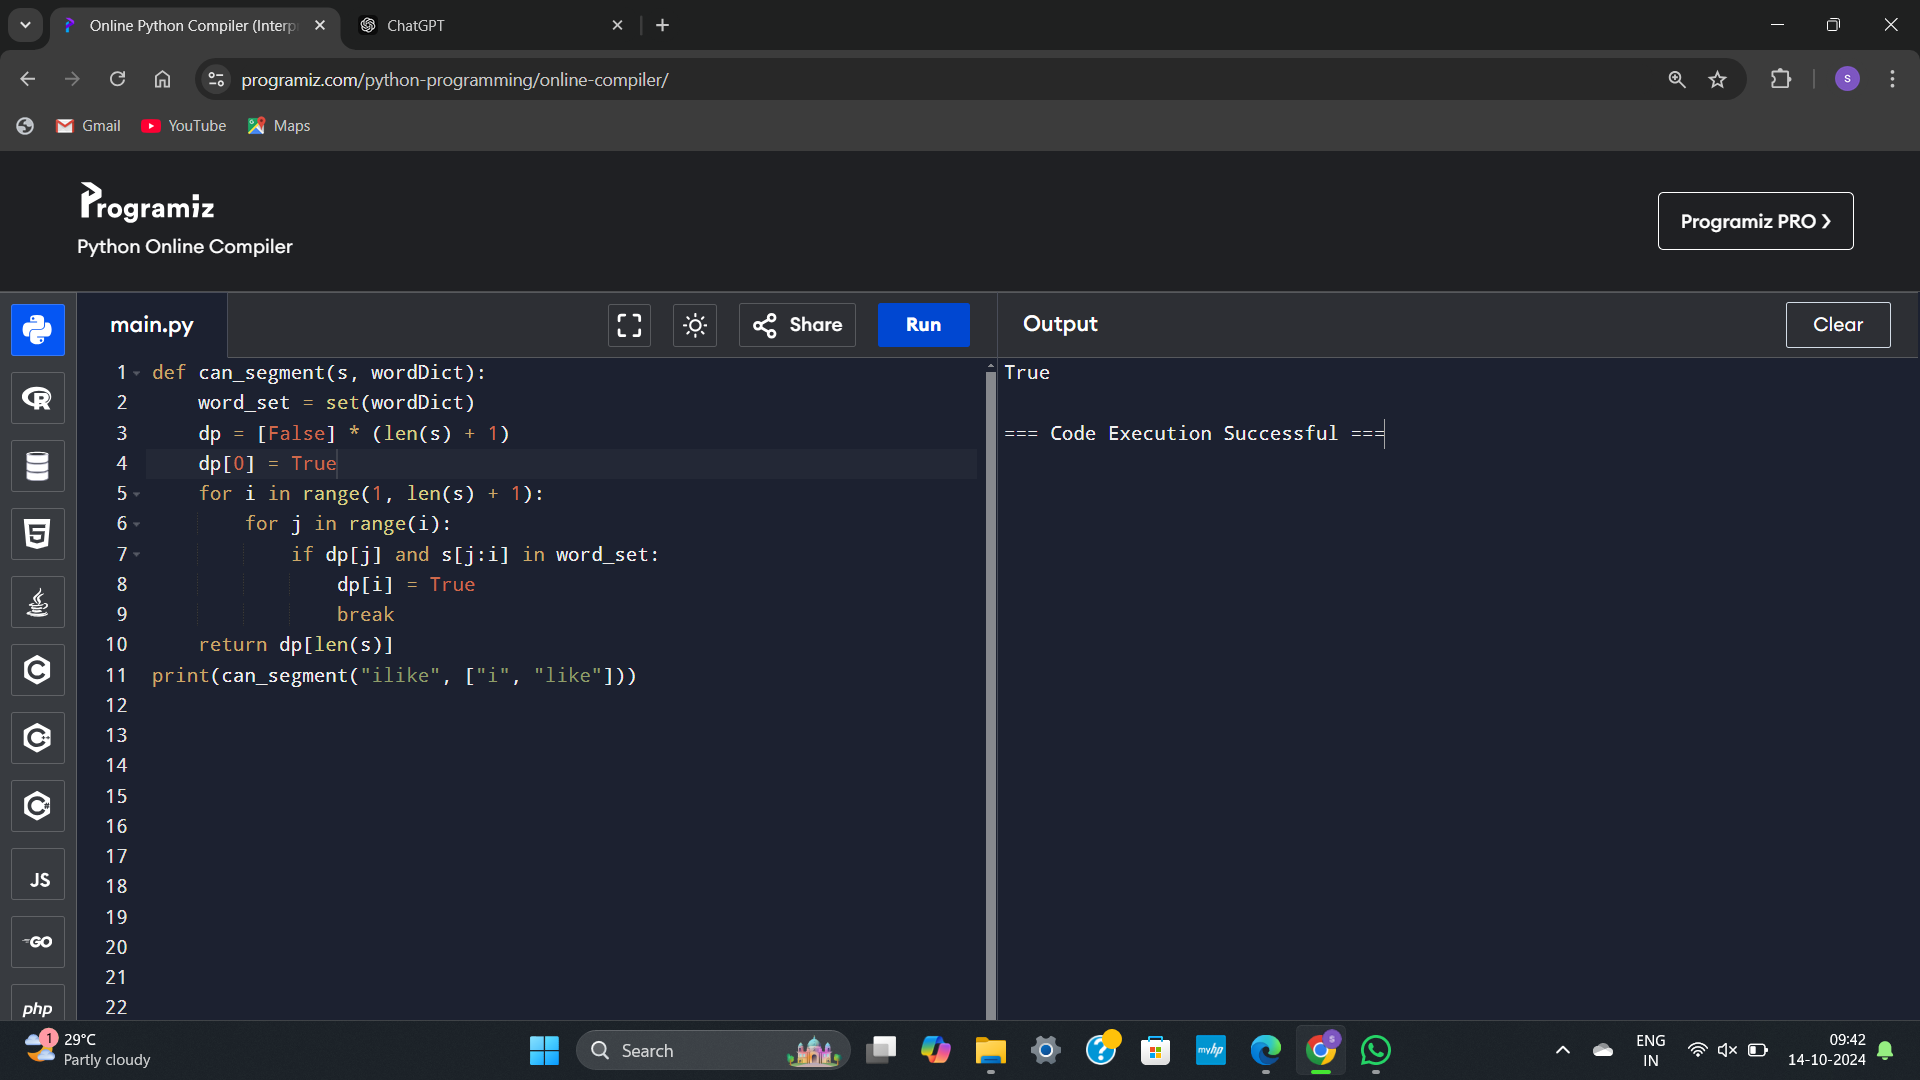 Online Python Compiler (Interp
ChatGPT
programiz.com/python-programming/online-compiler/
S
Gmail
YouTube
Maps
Programiz
Python Online Compiler
Programiz PRO ❯
main.py
Share
Run
Output
Clear
1 def can_segment(s, wordDict):
2     word_set = set(wordDict)
3     dp = [False] * (len(s) + 1)
4     dp[0] = True
5     for i in range(1, len(s) + 1):
6         for j in range(i):
7             if dp[j] and s[j:i] in word_set:
8                 dp[i] = True
9                 break
10     return dp[len(s)]
11 print(can_segment("ilike", ["i", "like"]))
12
13
14
15
16
17
18
19
20
21
22
True
=== Code Execution Successful ===
R
5
C
C
C#
JS
GO
php
1
29°C
Partly cloudy
Search
myhp
S
ENG
IN
09:42
14-10-2024